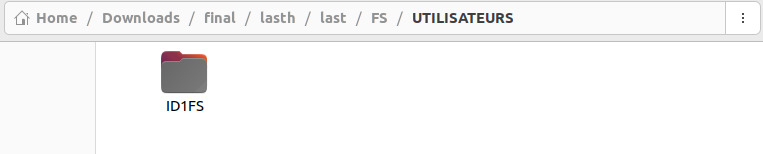 Home / Downloads / final / lasth / last / FS / UTILISATEURS
ID1FS